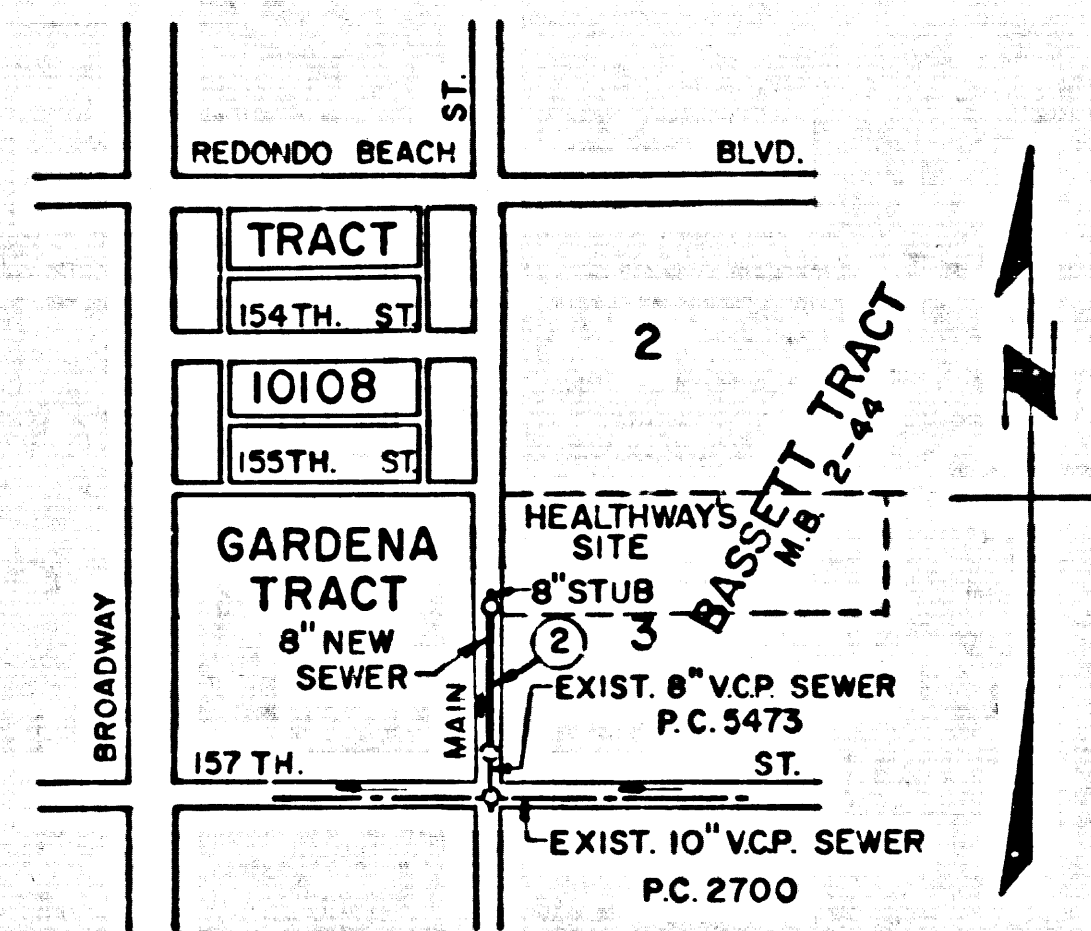 ST.
REDONDO BEACH BLVD.
TRACT
154TH. ST.
2
10108
155TH. ST.
BASSETT TRACT
M.B. 2-44
N
HEALTHWAYS
SITE
GARDENA
TRACT
8" STUB
8" NEW
SEWER
2
3
EXIST. 8" V.C.P. SEWER
P.C. 5473
BROADWAY
MAIN
157 TH. ST.
EXIST. 10" V.C.P. SEWER
P.C. 2700